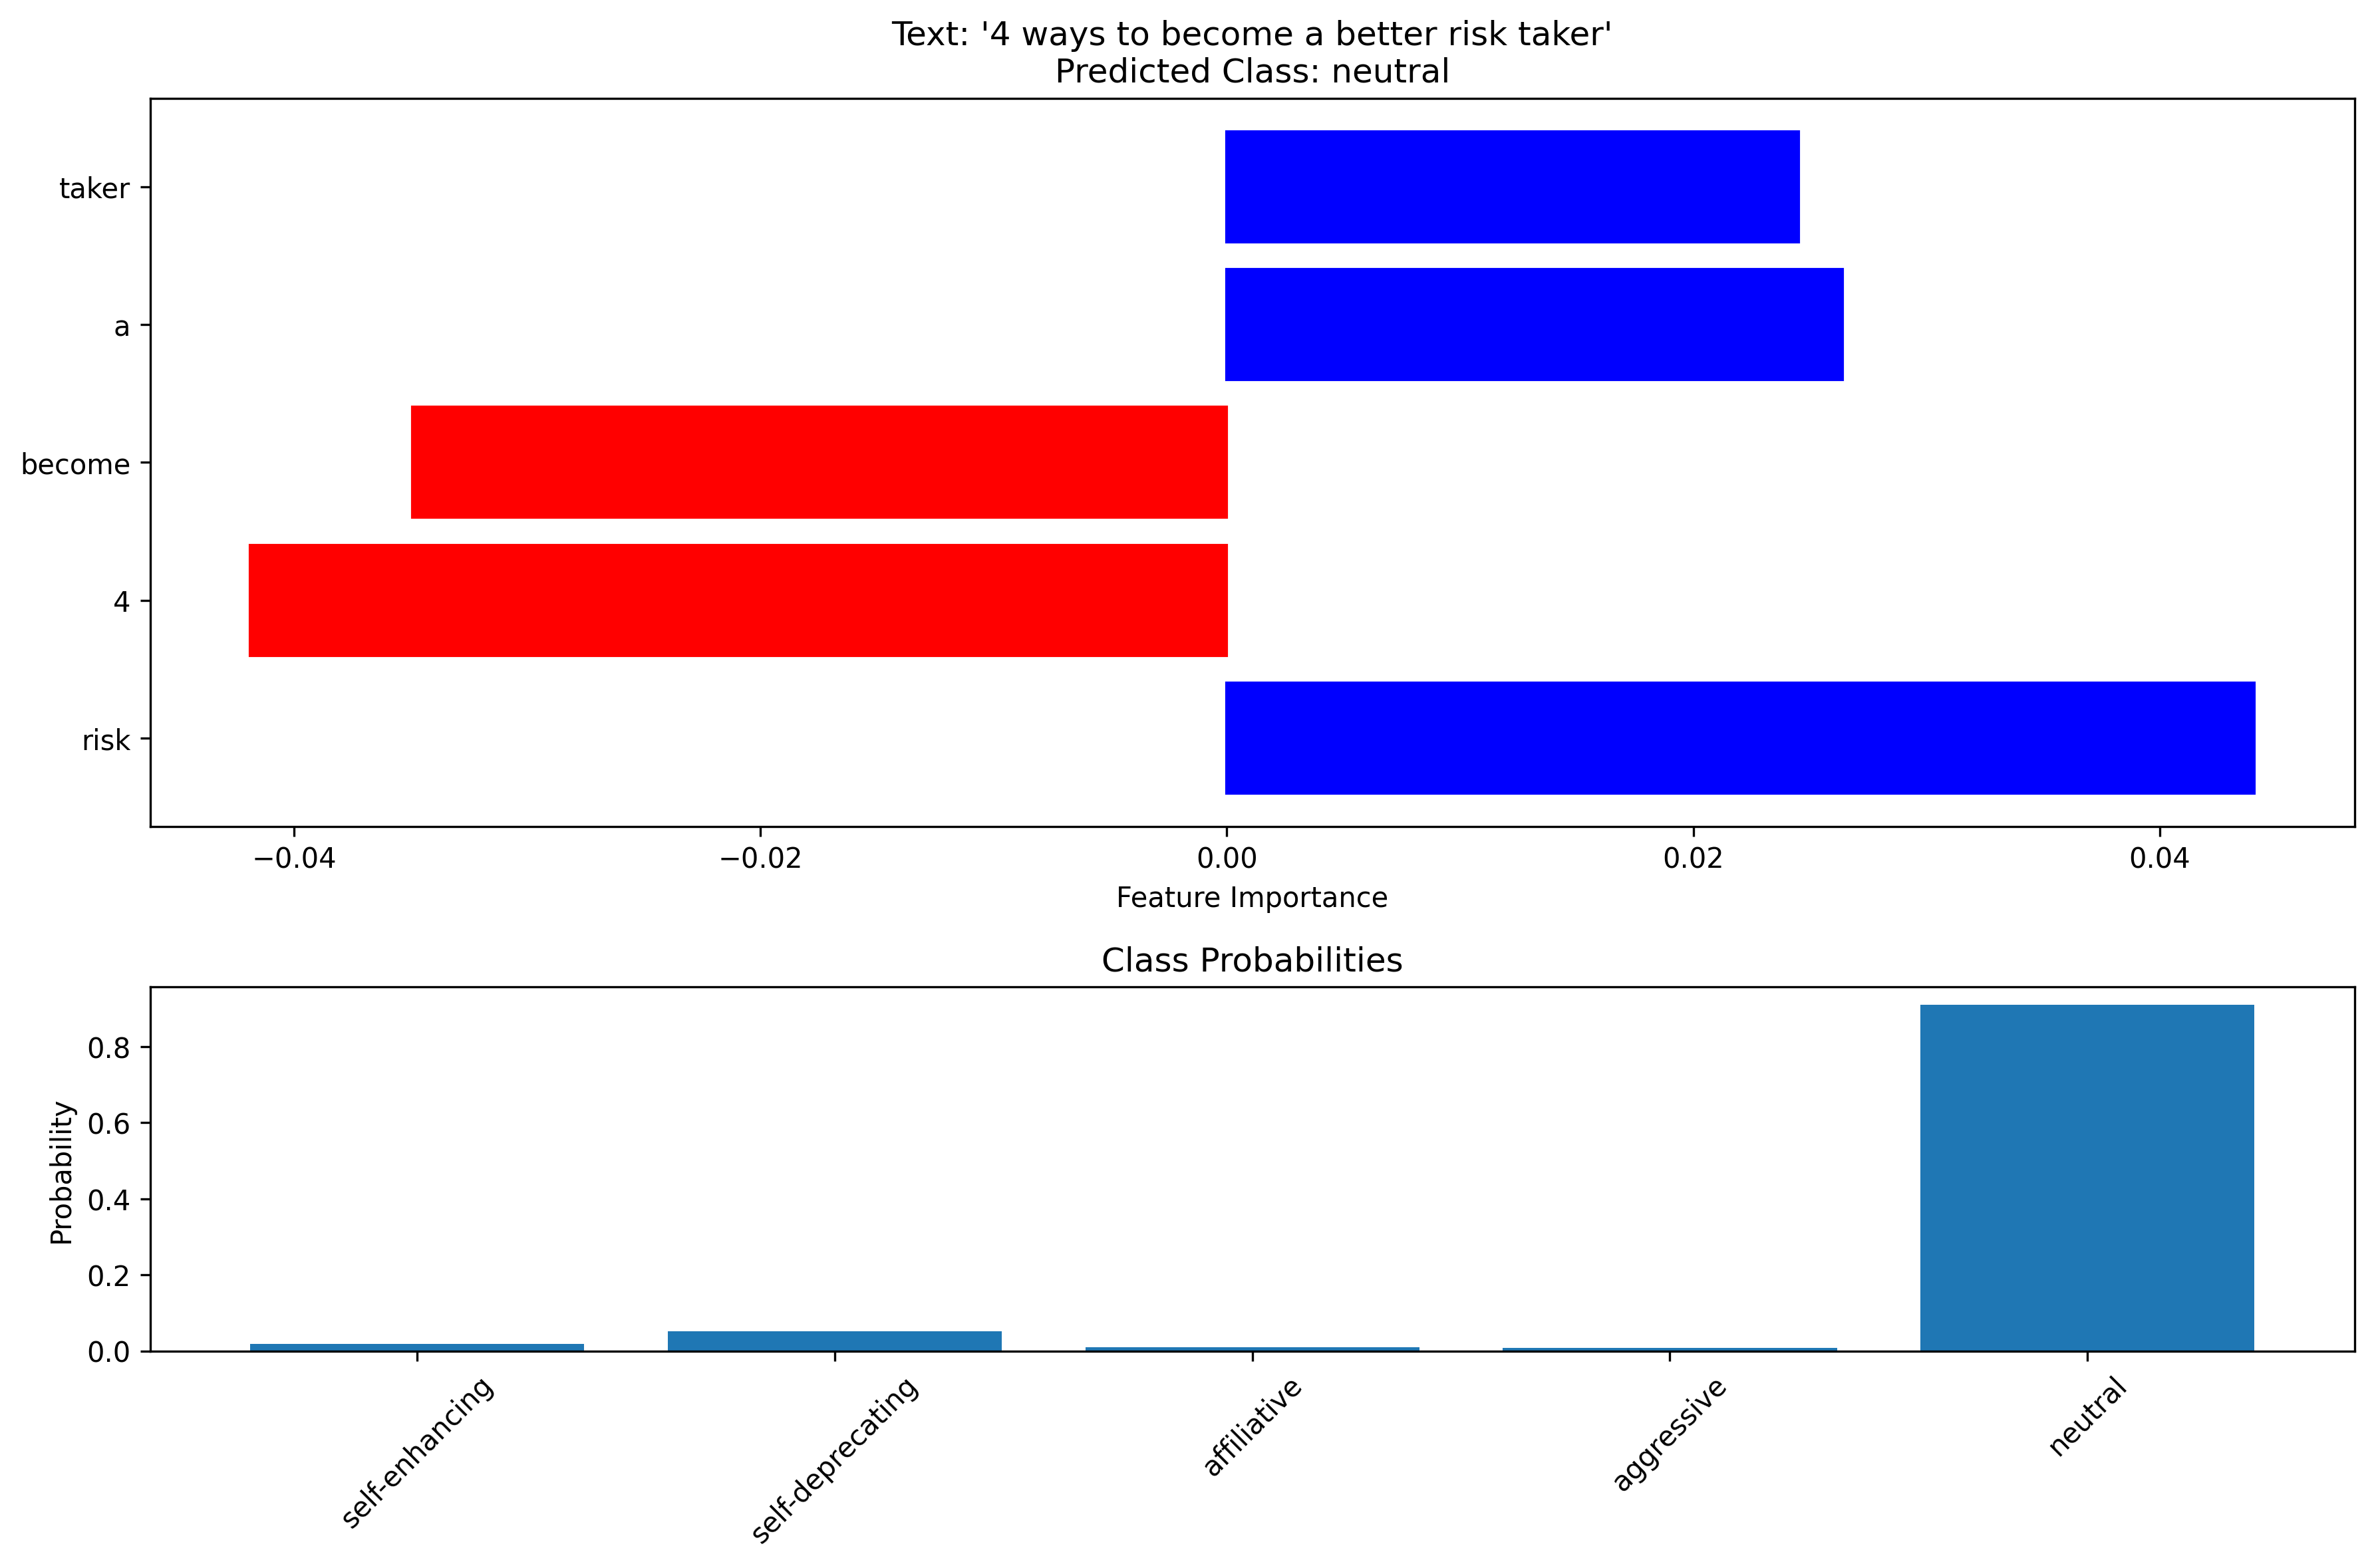 Text: '4 ways to become a better risk taker'
Predicted Class: neutral
taker
a
become
4
risk
−0.04 −0.02 0.00 0.02 0.04
Feature Importance
Class Probabilities
Probability
0.8
0.6
0.4
0.2
0.0
self-enhancing self-deprecating affiliative aggressive neutral